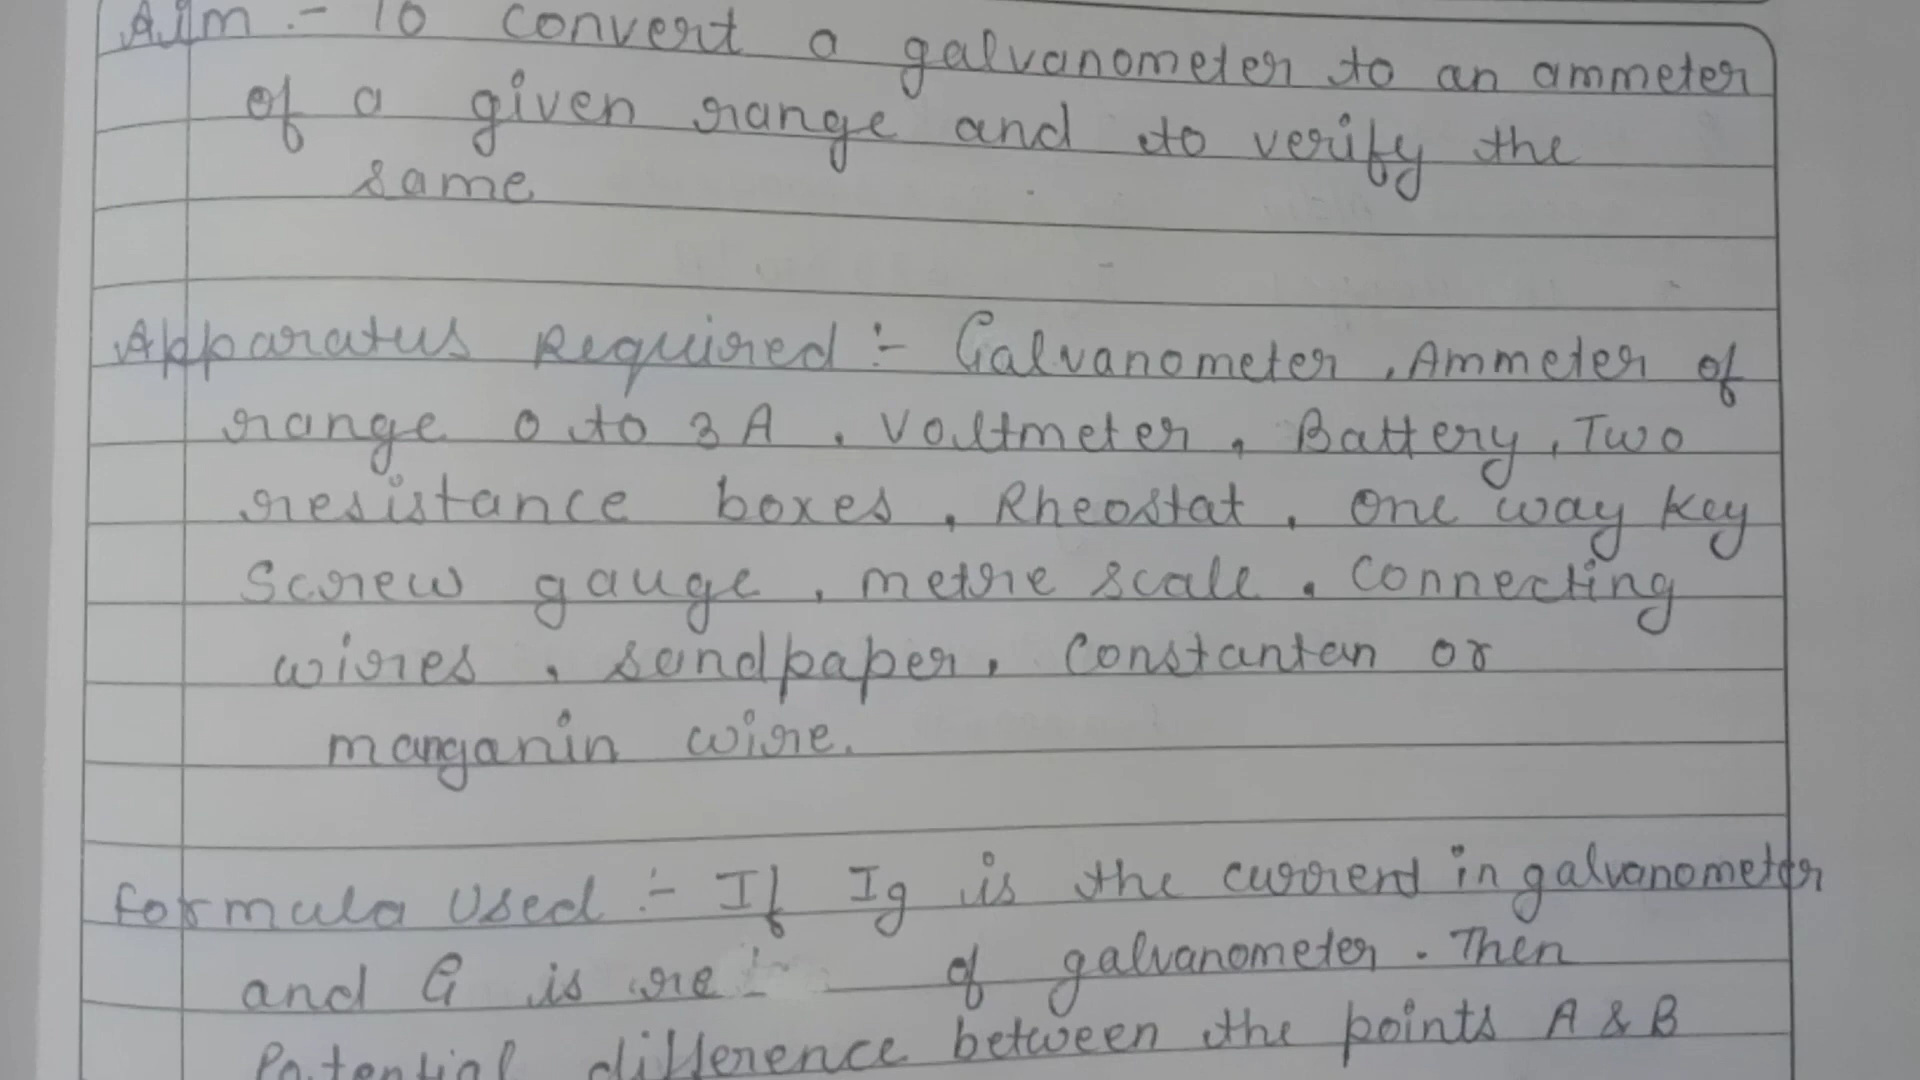 Aim :- To convert a galvanometer to an ammeter
of a given range and to verify the
same
Apparatus Required :- Galvanometer, Ammeter of
range 0 to 3 A, Voltmeter, Battery, Two
resistance boxes, Rheostat, One way key
Screw gauge, metre scale, Connecting
wires, sandpaper, Constantan or
manganin wire.
Formula Used :- If Ig is the current in galvanometer
and G is of galvanometer. Then
Potential difference between the points A & B